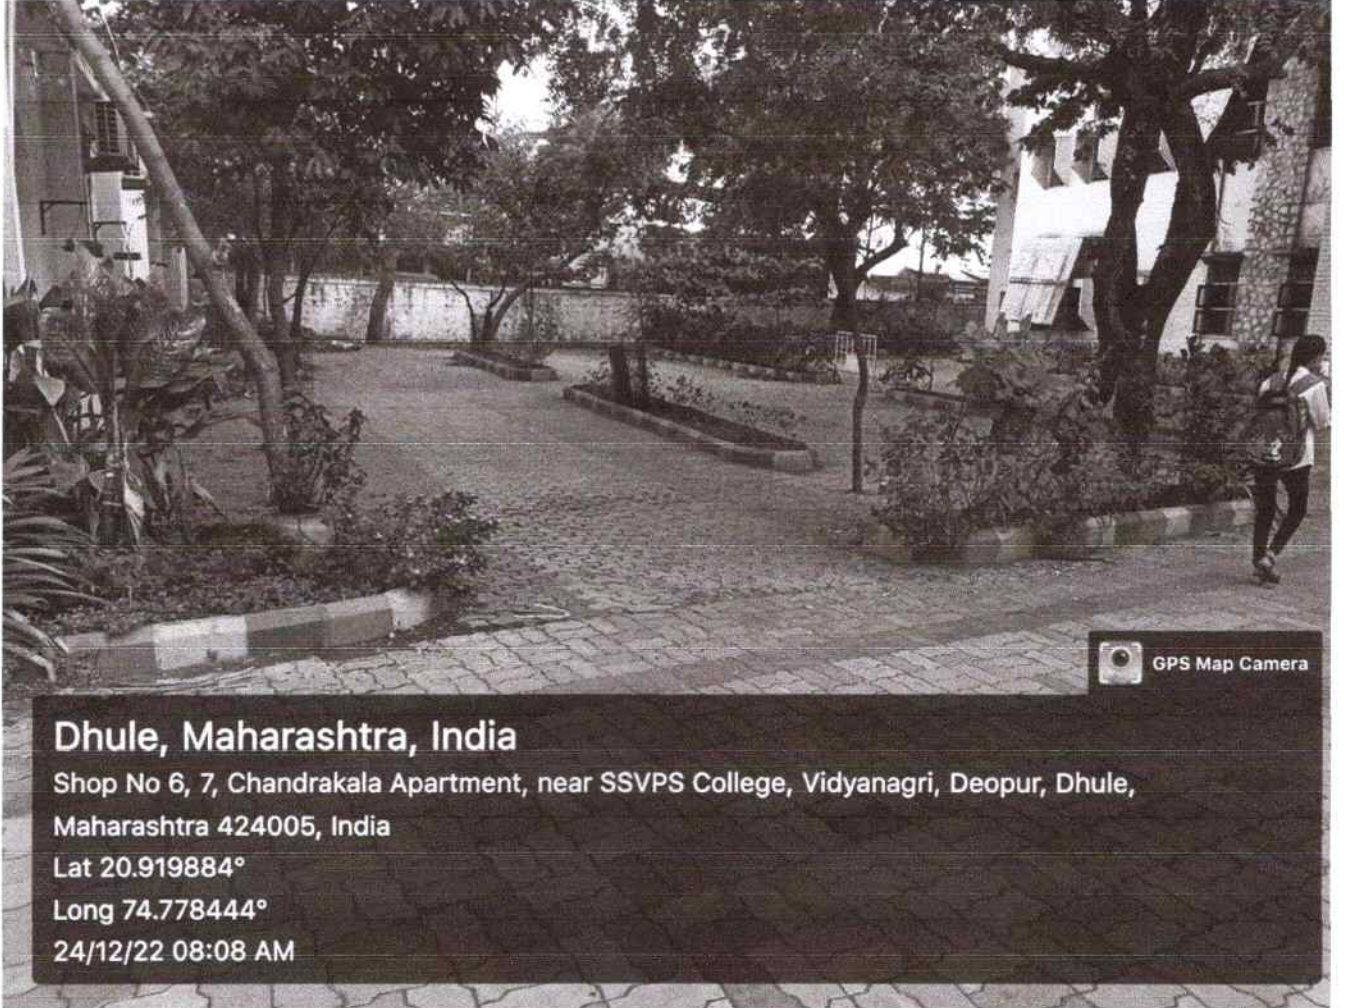 GPS Map Camera
Dhule, Maharashtra, India
Shop No 6, 7, Chandrakala Apartment, near SSVPS College, Vidyanagri, Deopur, Dhule,
Maharashtra 424005, India
Lat 20.919884°
Long 74.778444°
24/12/22 08:08 AM